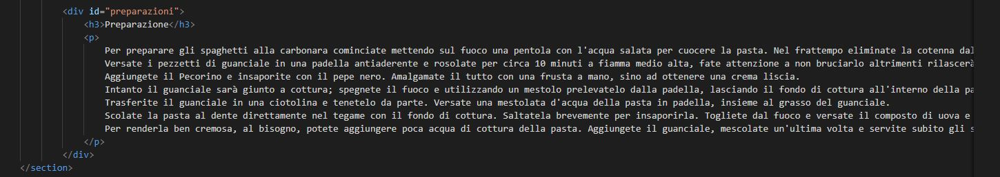 <div id="preparazioni">
<h3>Preparazione</h3>
<p>
Per preparare gli spaghetti alla carbonara cominciate mettendo sul fuoco una pentola con l'acqua salata per cuocere la pasta. Nel frattempo eliminate la cotenna dal
Versate i pezzetti di guanciale in una padella antiaderente e rosolate per circa 10 minuti a fiamma medio alta, fate attenzione a non bruciarlo altrimenti rilascerà
Aggiungete il Pecorino e insaporite con il pepe nero. Amalgamate il tutto con una frusta a mano, sino ad ottenere una crema liscia.
Intanto il guanciale sarà giunto a cottura; spegnete il fuoco e utilizzando un mestolo prelevatelo dalla padella, lasciando il fondo di cottura all'interno della pa
Trasferite il guanciale in una ciotolina e tenetelo da parte. Versate una mestolata d'acqua della pasta in padella, insieme al grasso del guanciale.
Scolate la pasta al dente direttamente nel tegame con il fondo di cottura. Saltatela brevemente per insaporirla. Togliete dal fuoco e versate il composto di uova e
Per renderla ben cremosa, al bisogno, potete aggiungere poca acqua di cottura della pasta. Aggiungete il guanciale, mescolate un'ultima volta e servite subito gli s
</p>
</div>
</section>